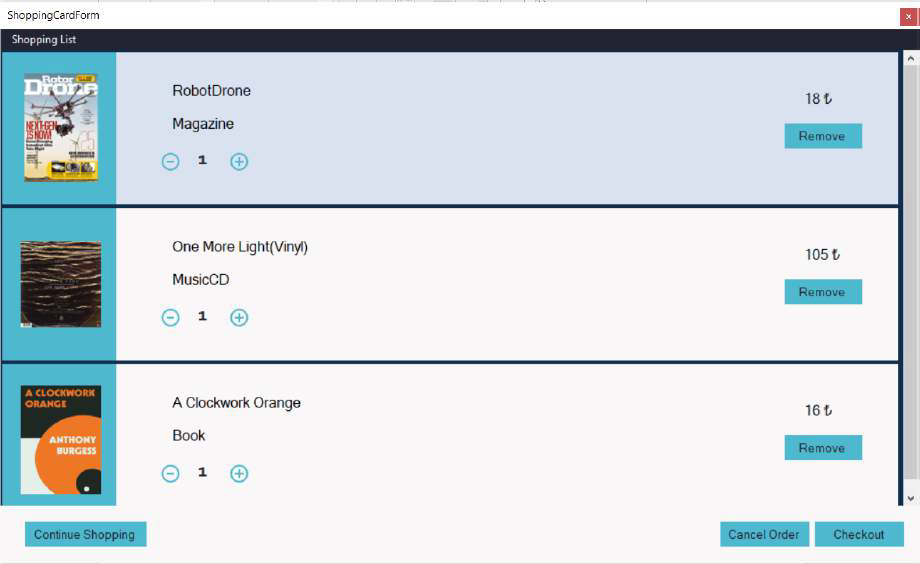 ShoppingCardForm
Shopping List
Rotor
Drone
NEXT-GEN
IS NOW!
RobotDrone
Magazine
1
18 ₺
Remove
One More Light(Vinyl)
MusicCD
1
105 ₺
Remove
A CLOCKWORK
ORANGE
ANTHONY
BURGESS
A Clockwork Orange
Book
1
16 ₺
Remove
Continue Shopping
Cancel Order
Checkout